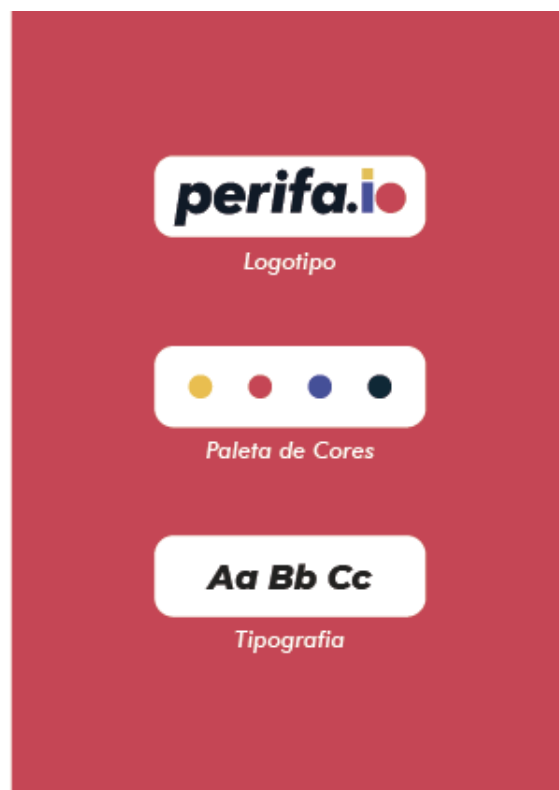 perifa.io
Logotipo
Paleta de Cores
Aa Bb Cc
Tipografia